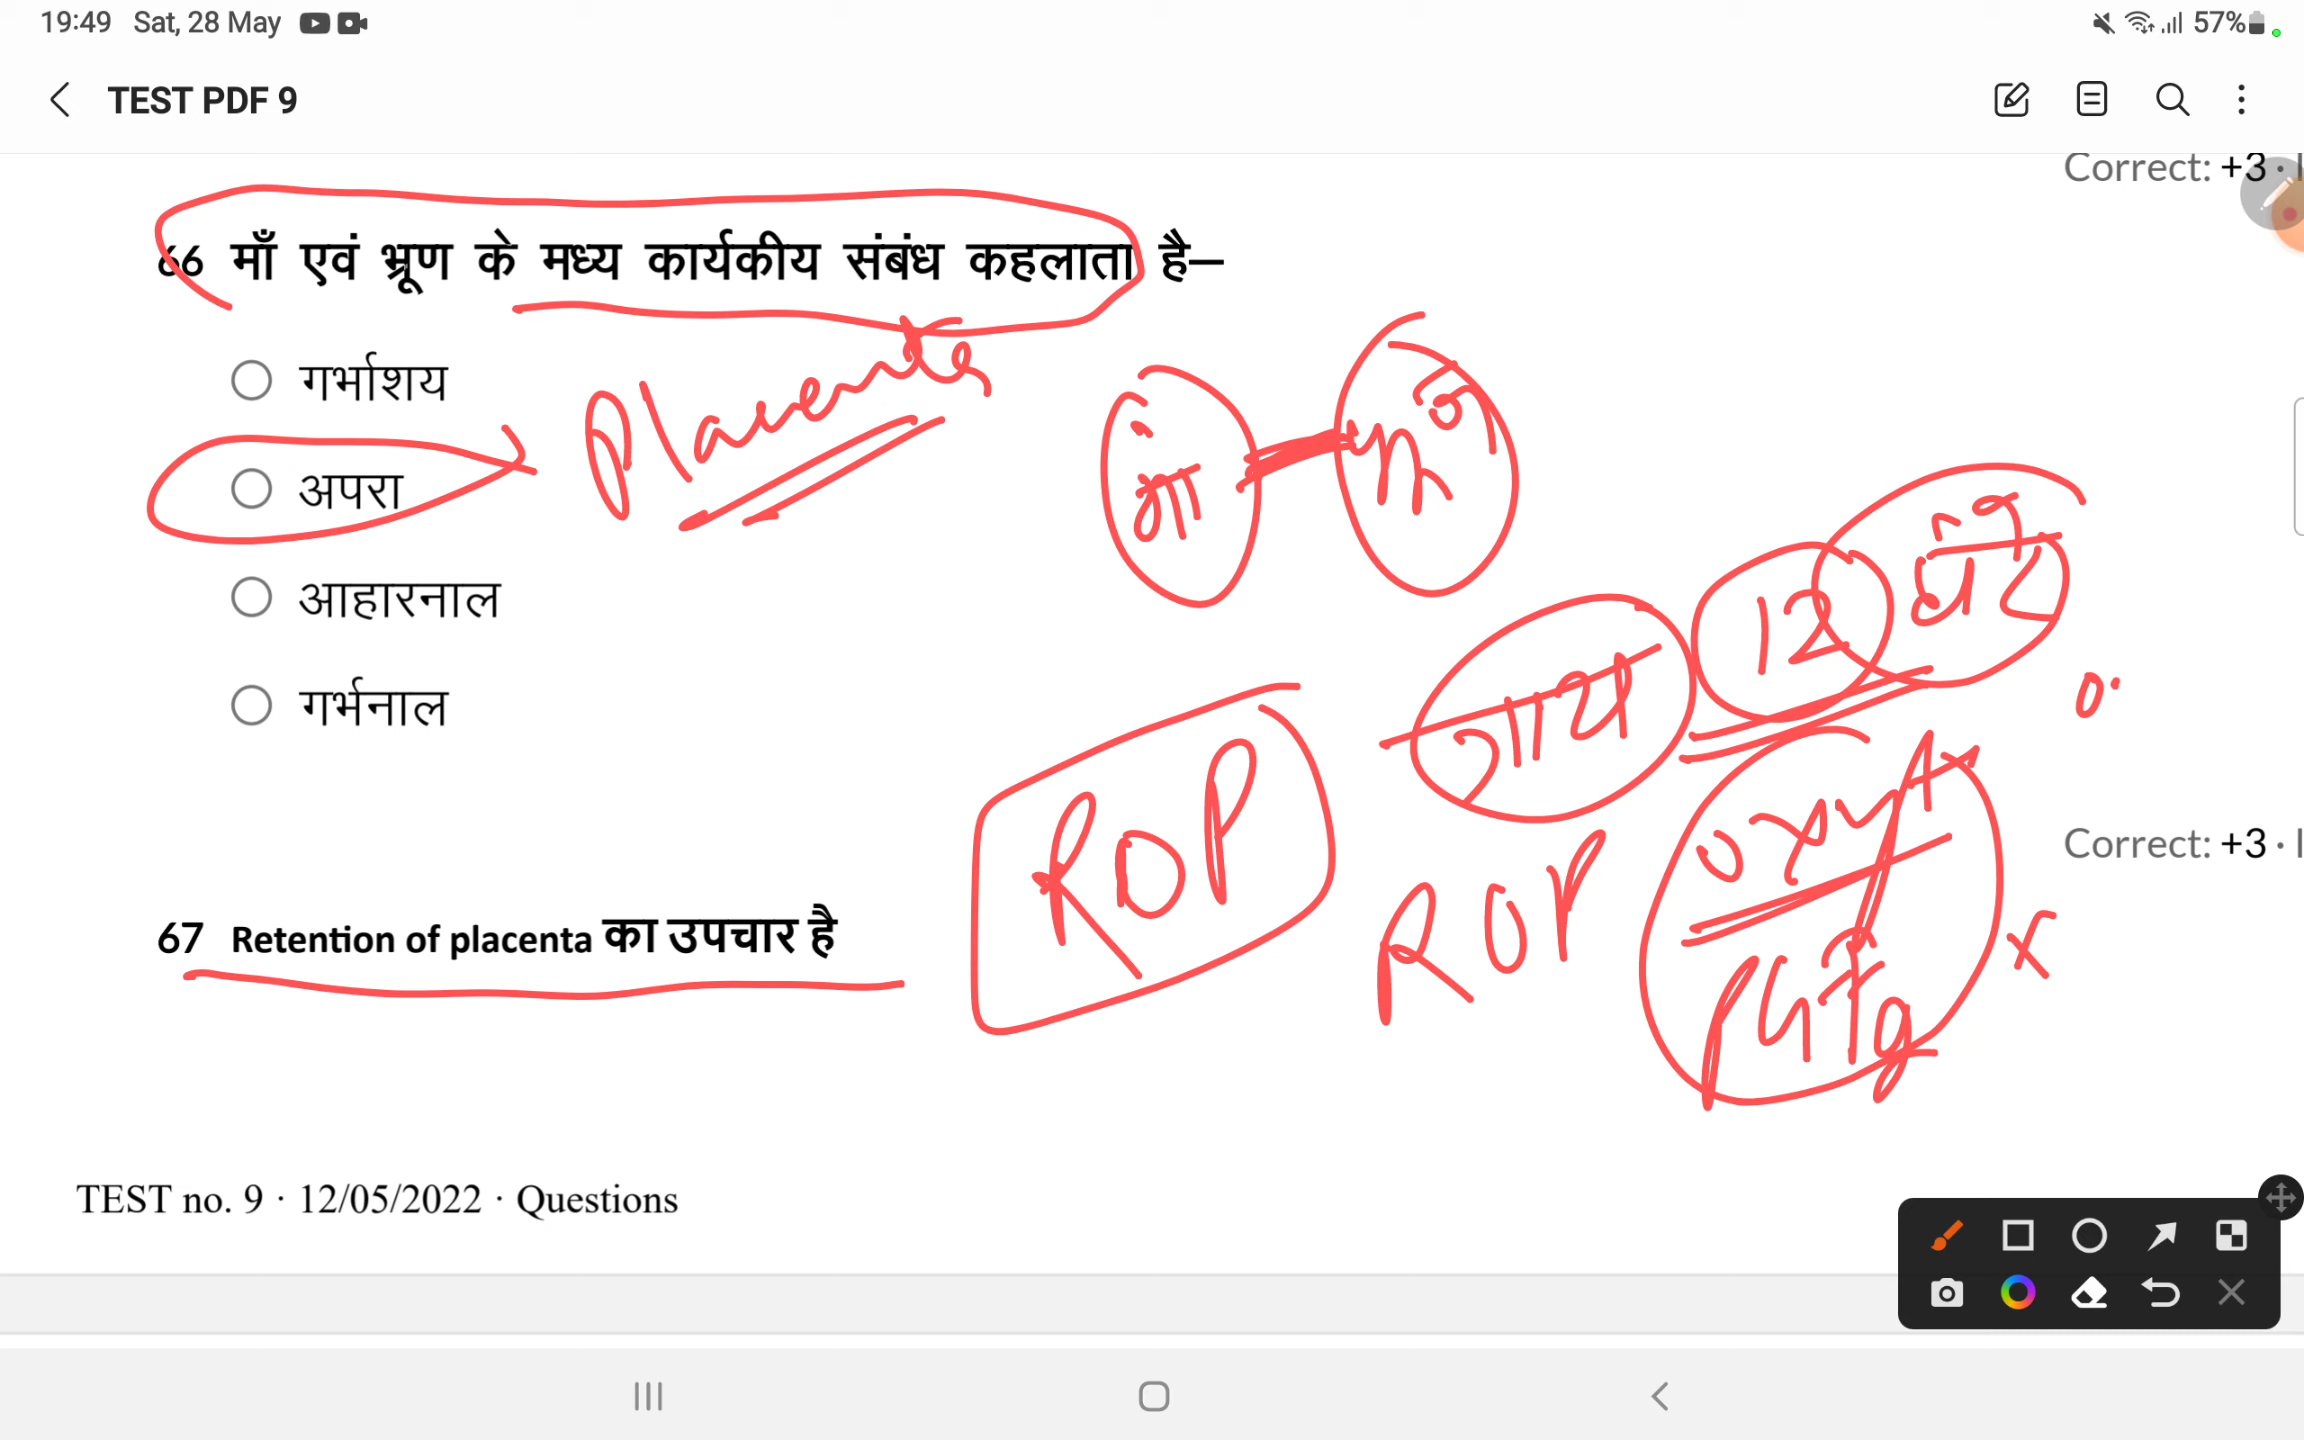 19:49 Sat, 28 May 57%
TEST PDF 9
Correct: +3 ·
66 माँ एवं भ्रूण के मध्य कार्यकीय संबंध कहलाता है–
गर्भाशय
अपरा
Placenta
माँ
भ्रूण
आहारनाल
गाय 12 घंटे
गर्भनाल
ROP
ROP
Correct: +3 ·
67 Retention of placenta का उपचार है
TEST no. 9 · 12/05/2022 · Questions